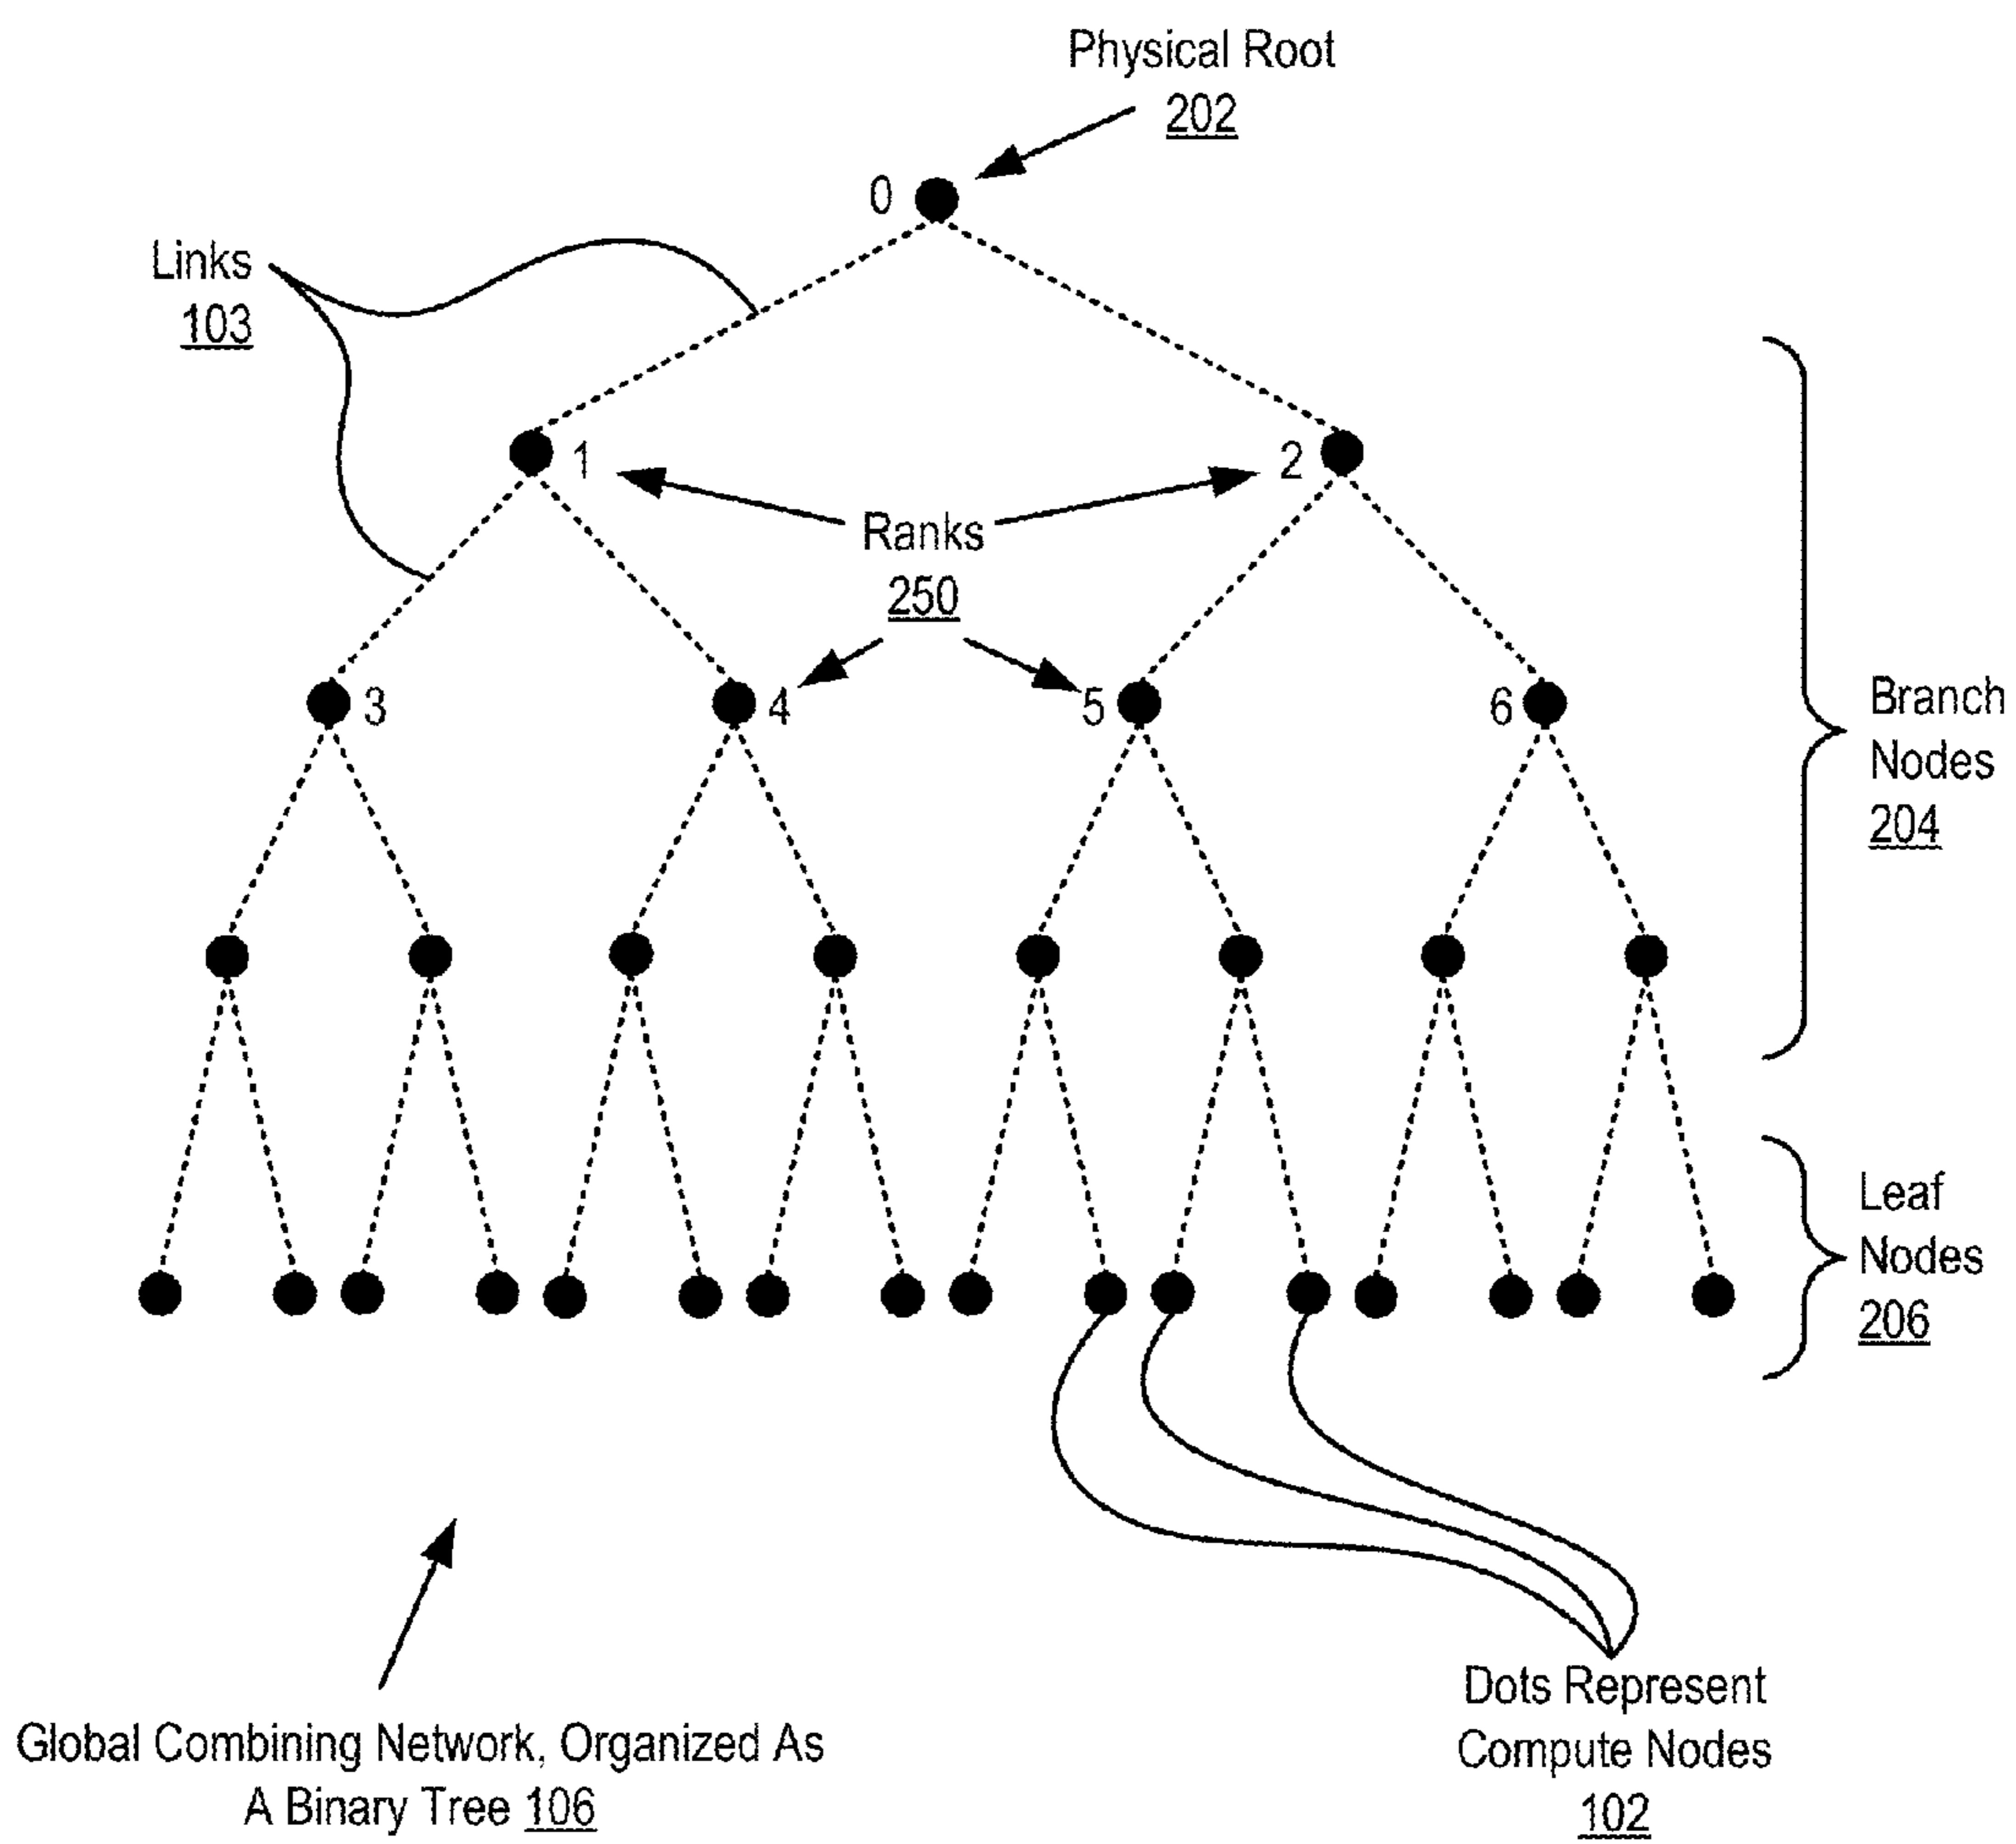 Physical Root
202
0
Links
103
1
2
Ranks
250
3
4
5
6
Branch
Nodes
204
Leaf
Nodes
206
Dots Represent
Compute Nodes
102
Global Combining Network, Organized As
A Binary Tree 106